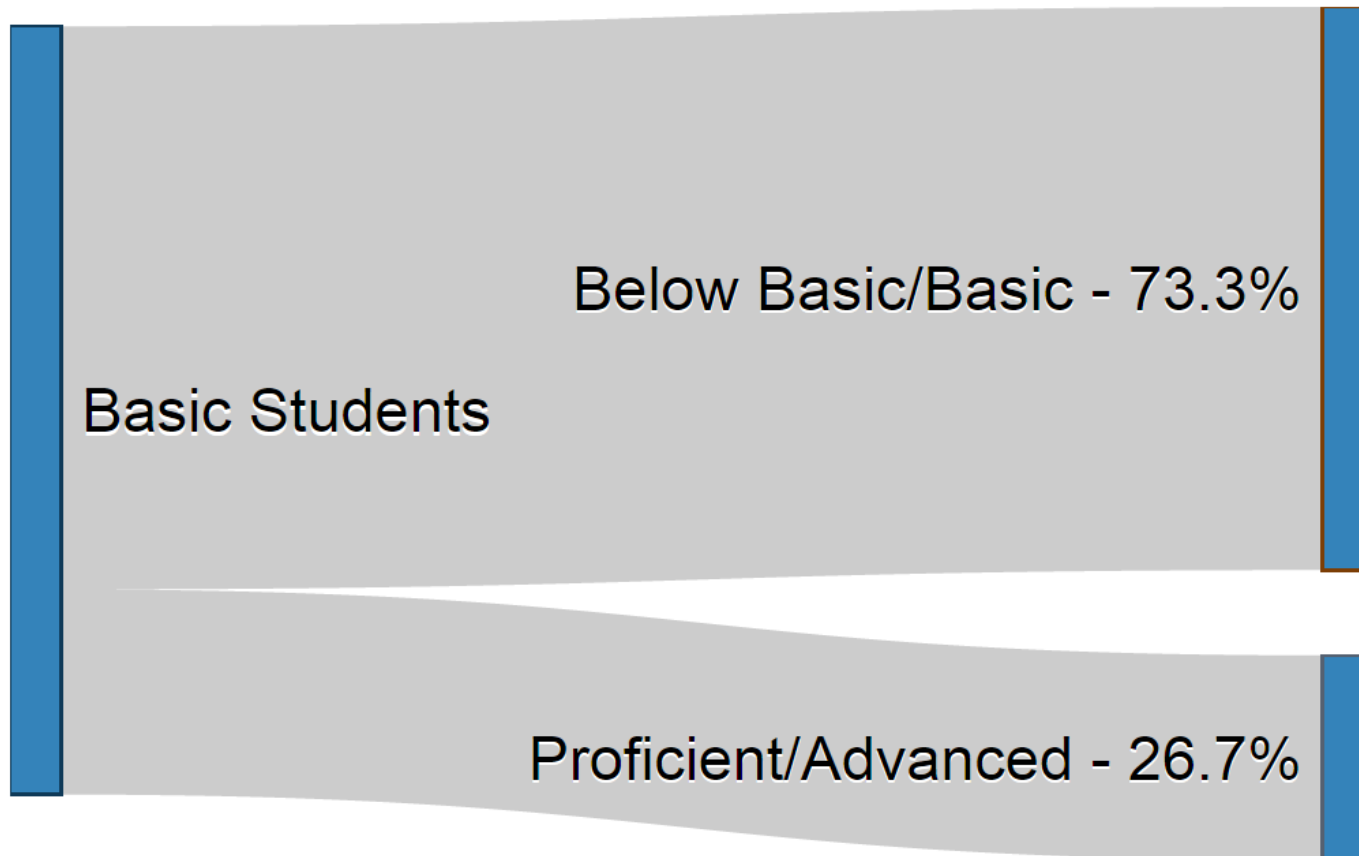 Below Basic/Basic - 73.3%
Basic Students
Proficient/Advanced - 26.7%